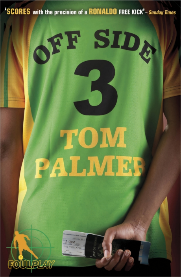 'SCORES with the precision of a RONALDO FREE KICK' – Sunday Times
OFF SIDE
3
TOM
PALMER
FOUL PLAY